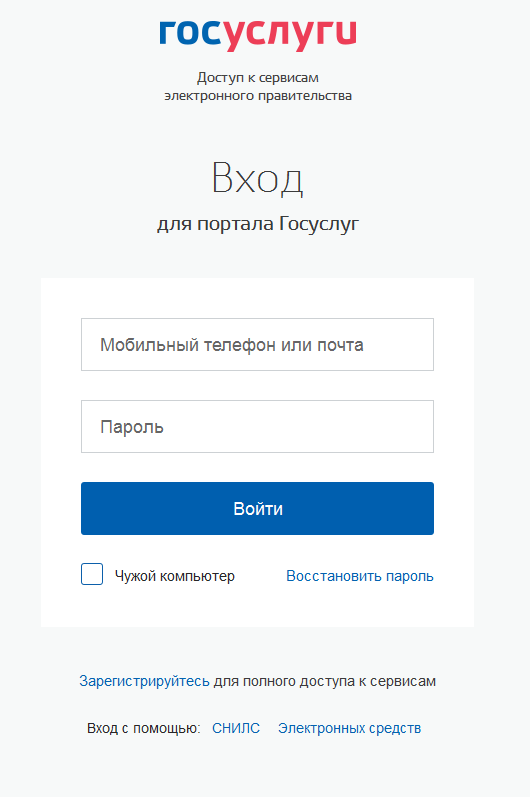 госуслуги
Доступ к сервисам
электронного правительства
Вход
для портала Госуслуг
Мобильный телефон или почта
Пароль
Войти
Чужой компьютер Восстановить пароль
Зарегистрируйтесь для полного доступа к сервисам
Вход с помощью: СНИЛС Электронных средств